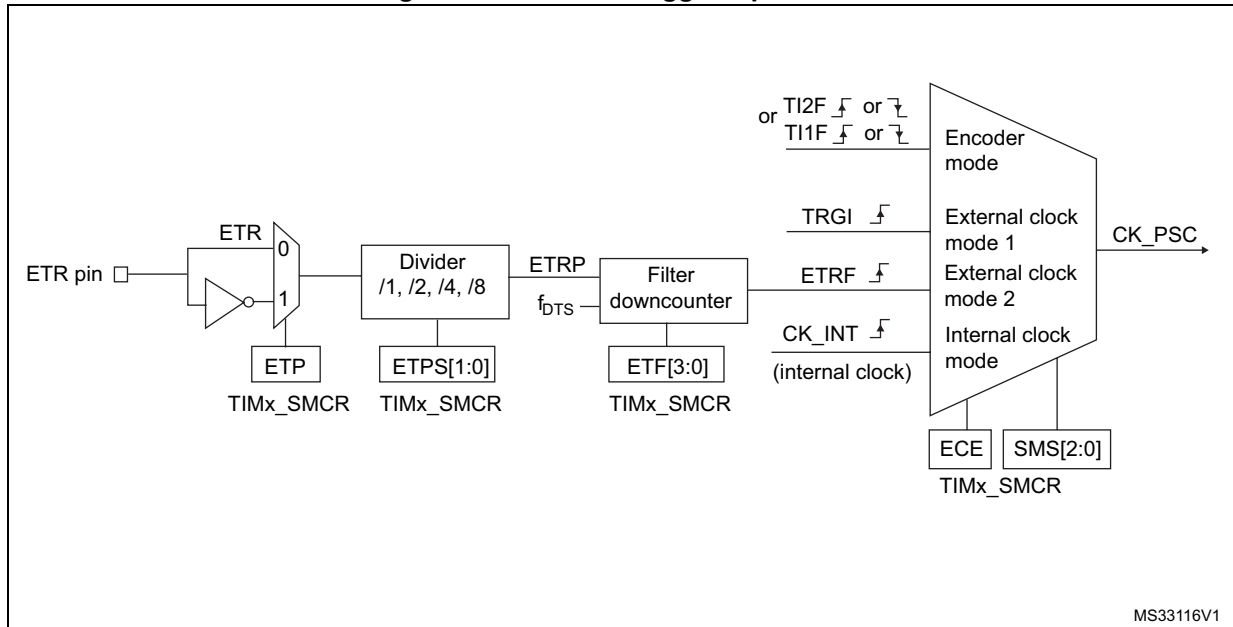 or TI2F or
TI1F or
Encoder
mode
TRGI
External clock
mode 1
CK_PSC
ETR
0
ETR pin
1
Divider
/1, /2, /4, /8
ETRP
fDTS
Filter
downcounter
ETRF
External clock
mode 2
CK_INT
(internal clock)
Internal clock
mode
ETP
TIMx_SMCR
ETPS[1:0]
TIMx_SMCR
ETF[3:0]
TIMx_SMCR
ECE
SMS[2:0]
TIMx_SMCR
MS33116V1